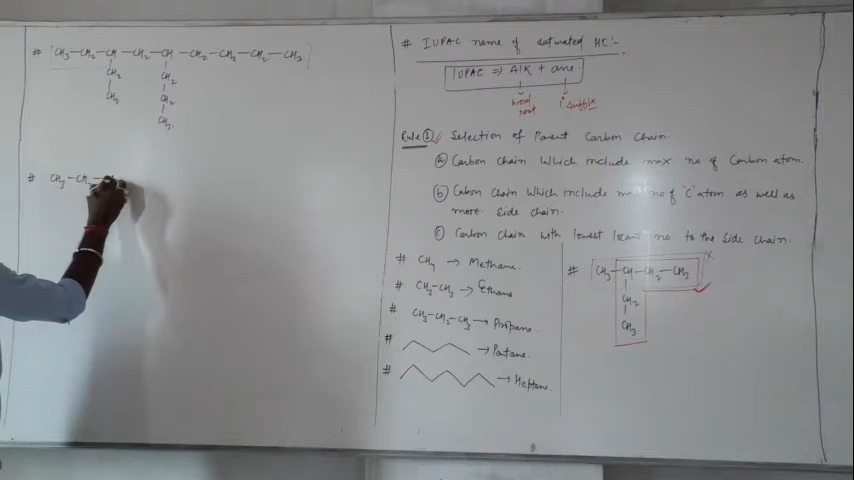 # CH3-CH2-CH-CH2-CH-CH2-CH2-CH2-CH3
CH2 CH2
CH3 CH2
CH3
# CH3-CH2-
# IUPAC name of saturated HC:-
IUPAC => Alk + ane
word root 1° suffix
Rule ① Selection of Parent Carbon Chain.
ⓐ Carbon chain which include max no of Carbon atom.
ⓑ Cabon chain which include max no of 'C' atom as well as
more side chain.
ⓒ Carbon chain with lowest locant no to the side chain.
# CH4 → Methane.
# CH3-CH3 → Ethane
# CH3-CH2-CH3 → Propane
# → Pentane.
# → Heptane.
# CH3-CH-CH2-CH3 x
CH2
CH3